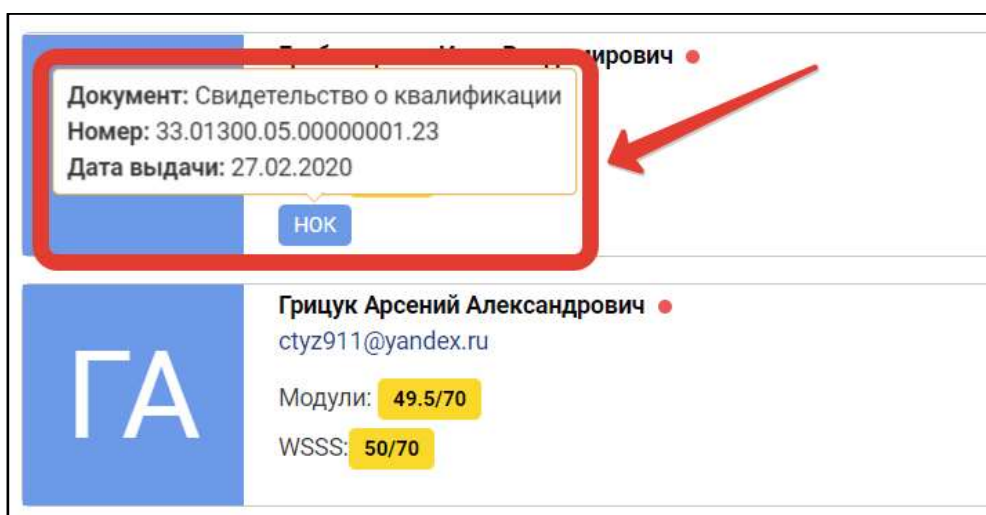 ирович
Документ: Свидетельство о квалификации
Номер: 33.01300.05.00000001.23
Дата выдачи: 27.02.2020
НОК
Грицук Арсений Александрович
ctyz911@yandex.ru
ГА
Модули: 49.5/70
WSSS: 50/70